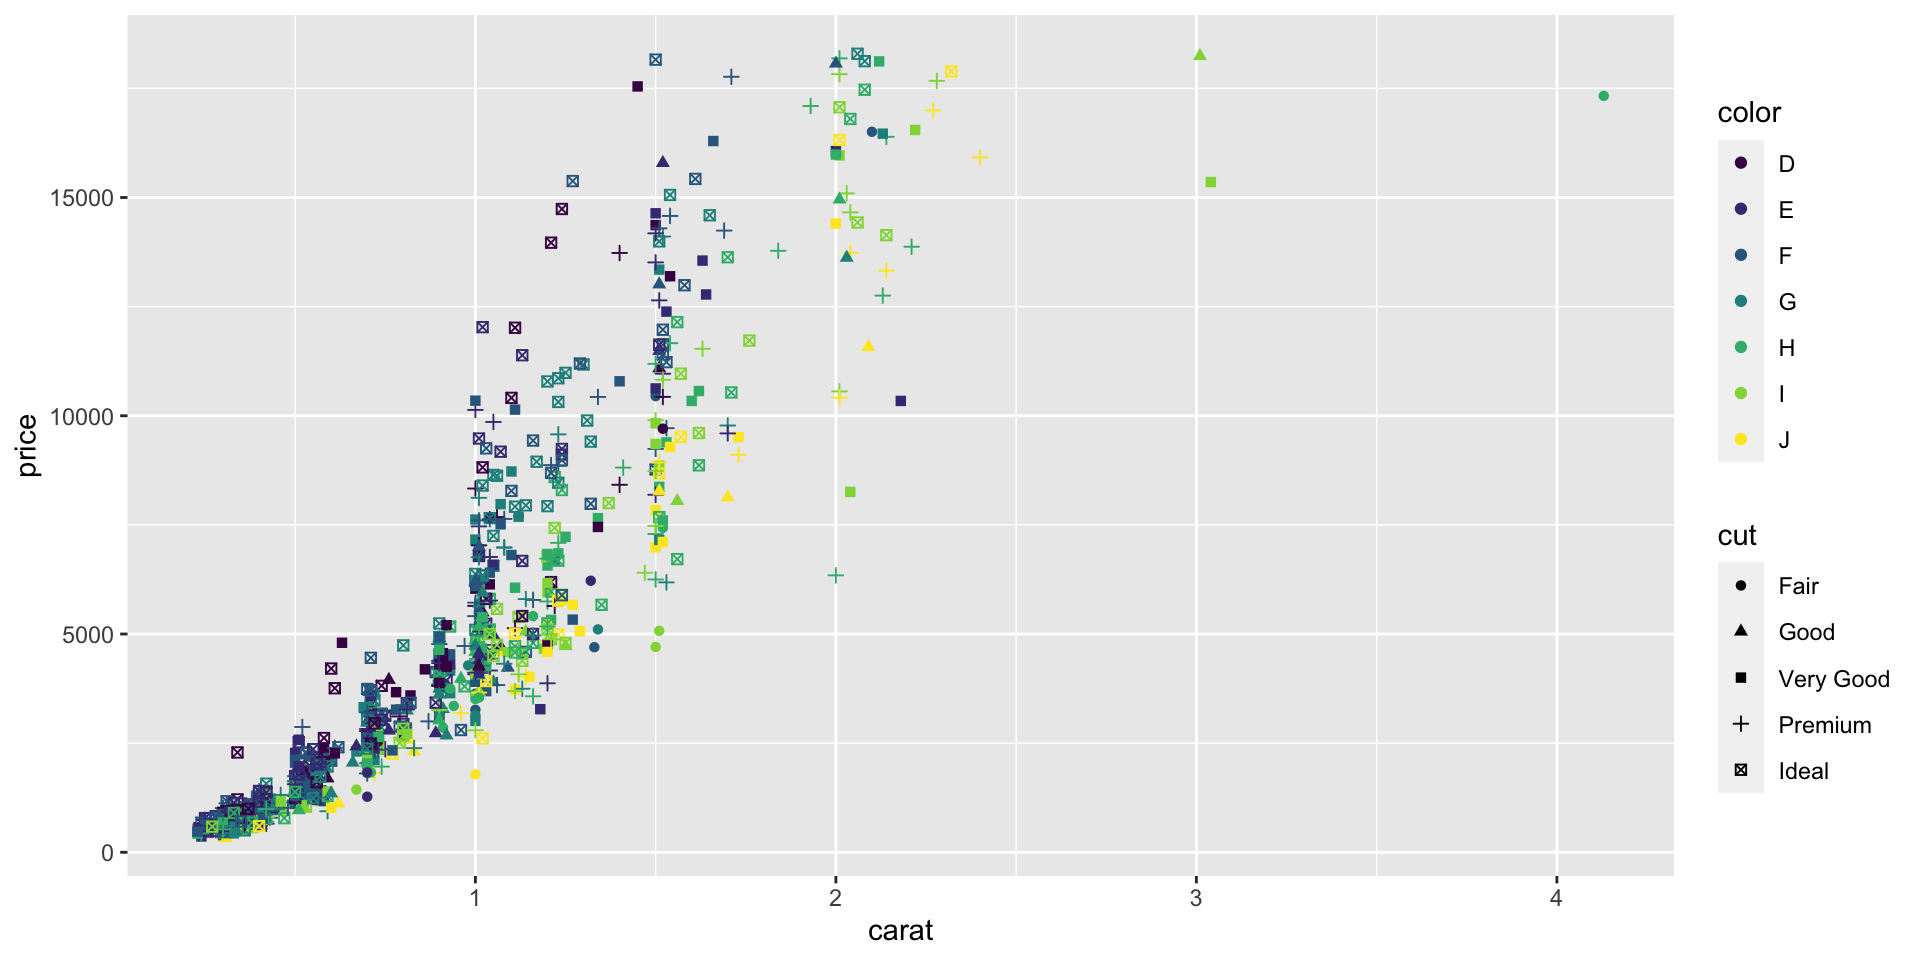 price
15000
10000
5000
0
1
2
3
4
carat
color
D
E
F
G
H
I
J
cut
Fair
Good
Very Good
Premium
Ideal